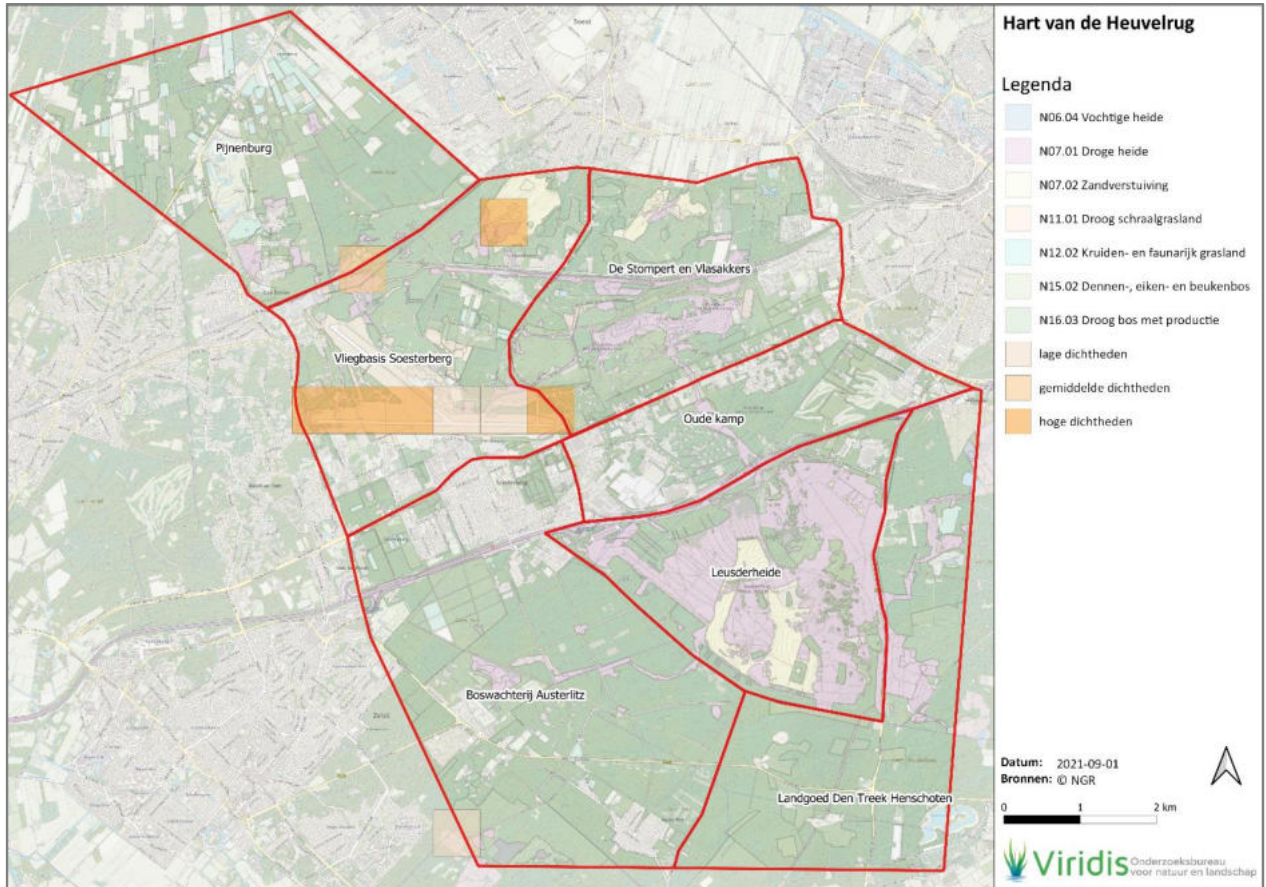 Hart van de Heuvelrug
Legenda
N06.04 Vochtige heide
N07.01 Droge heide
N07.02 Zandverstuiving
N11.01 Droog schraalgrasland
N12.02 Kruiden- en faunarijk grasland
N15.02 Dennen-, eiken- en beukenbos
N16.03 Droog bos met productie
lage dichtheden
gemiddelde dichtheden
hoge dichtheden
Pijnenburg
De Stompert en Vlasakkers
Vliegbasis Soesterberg
Oude kamp
Leusderheide
Boswachterij Austerlitz
Landgoed Den Treek Henschoten
Soest
Zeist
Datum: 2021-09-01
Bronnen: © NGR
0 1 2 km
Viridis Onderzoeksbureau
voor natuur en landschap